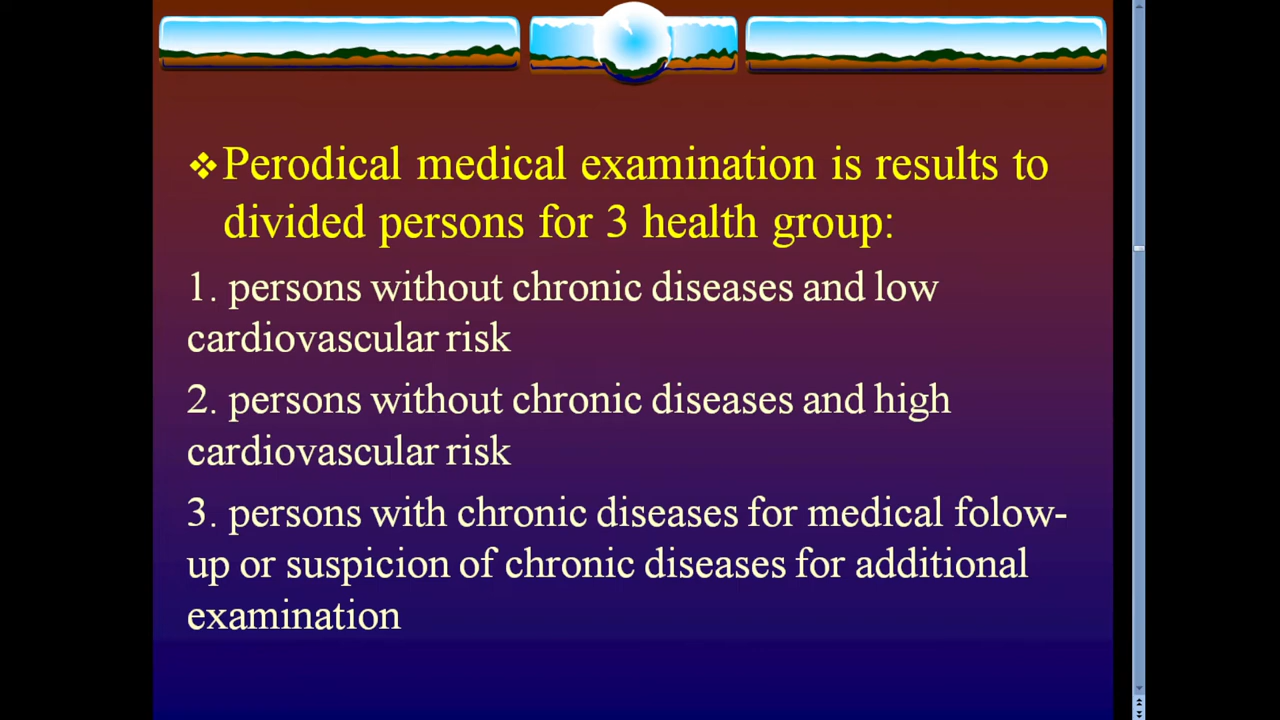 ❖Perodical medical examination is results to
divided persons for 3 health group:
1. persons without chronic diseases and low
cardiovascular risk
2. persons without chronic diseases and high
cardiovascular risk
3. persons with chronic diseases for medical folow-
up or suspicion of chronic diseases for additional
examination